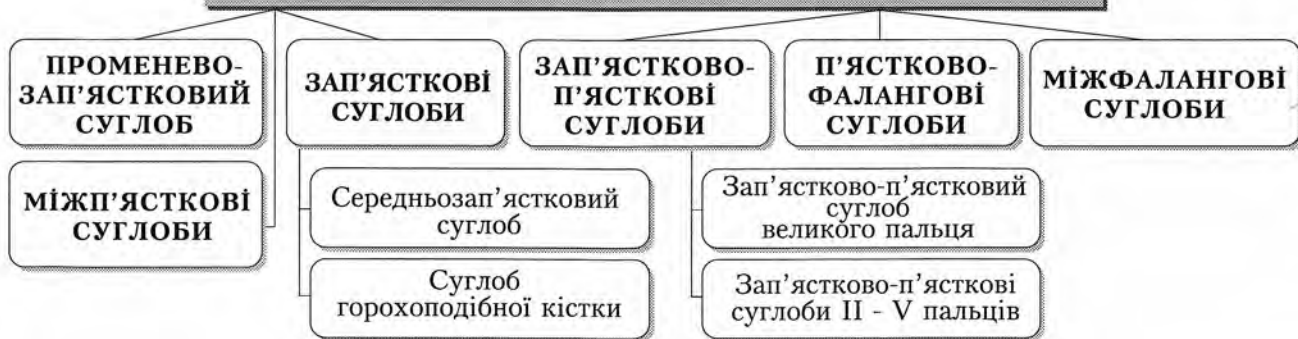 ПРОМЕНЕВО-
ЗАП’ЯСТКОВИЙ
СУГЛОБ
ЗАП’ЯСТКОВІ
СУГЛОБИ
ЗАП’ЯСТКОВО-
П’ЯСТКОВІ
СУГЛОБИ
П’ЯСТКОВО-
ФАЛАНГОВІ
СУГЛОБИ
МІЖФАЛАНГОВІ
СУГЛОБИ
МІЖП’ЯСТКОВІ
СУГЛОБИ
Середньозап’ястковий
суглоб
Зап’ястково-п’ястковий
суглоб
великого пальця
Суглоб
горохоподібної кістки
Зап’ястково-п’ясткові
суглоби II - V пальців